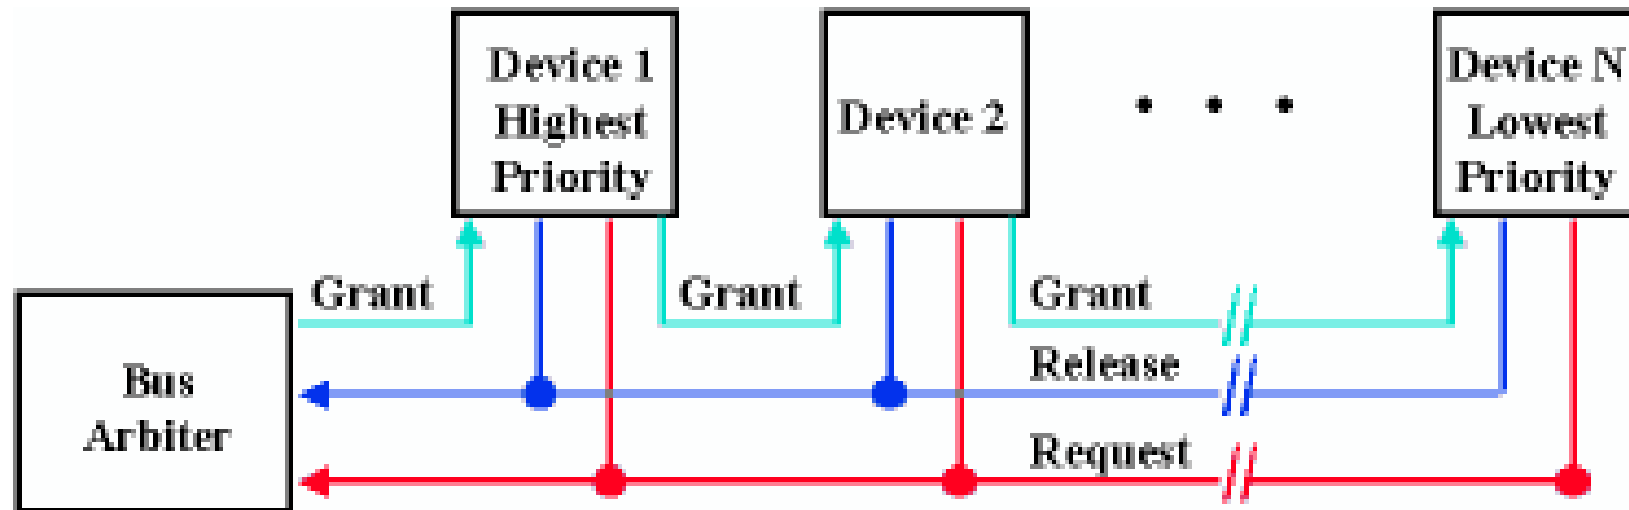 Device 1
Highest
Priority
Device 2
. . .
Device N
Lowest
Priority
Grant
Grant
Grant
Release
Request
Bus
Arbiter